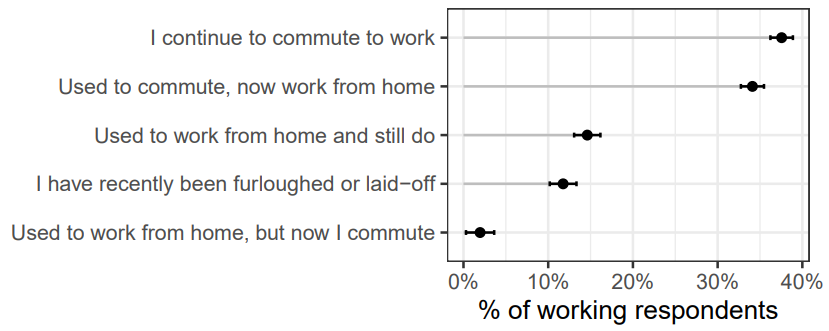 I continue to commute to work
Used to commute, now work from home
Used to work from home and still do
I have recently been furloughed or laid−off
Used to work from home, but now I commute
0% 10% 20% 30% 40%
% of working respondents